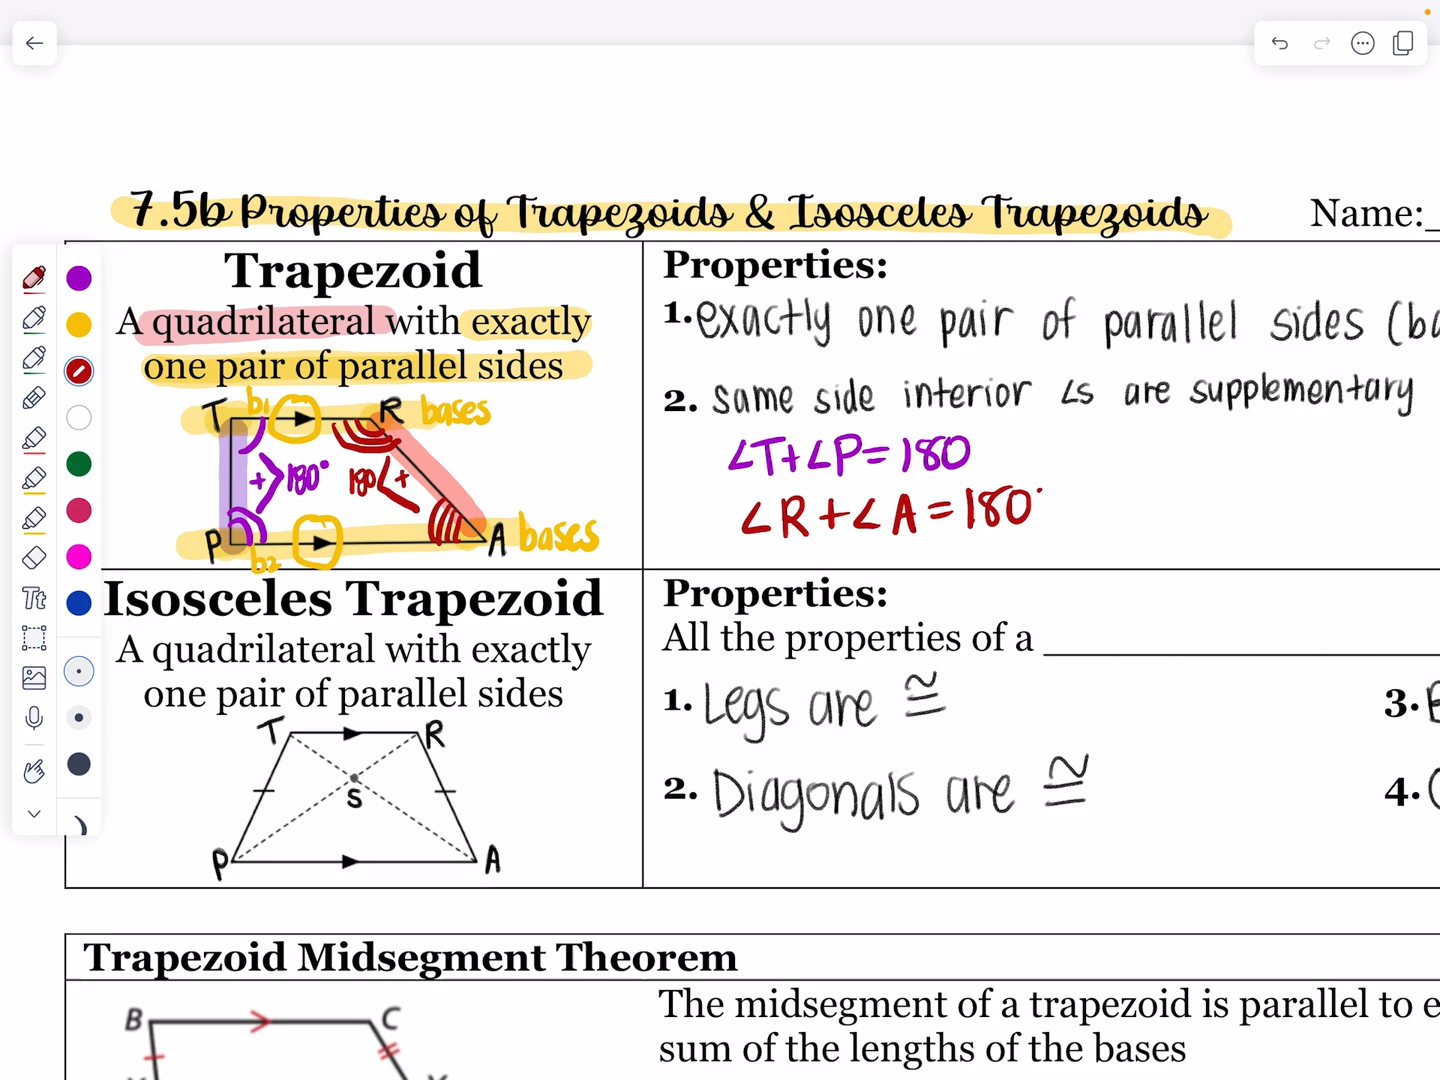 7.5b Properties of Trapezoids & Isosceles Trapezoids
Name:_
Trapezoid
A quadrilateral with exactly
one pair of parallel sides
T b1 R bases
+ 180° 180 +
P b2 A bases
Properties:
1. exactly one pair of parallel sides (ba
2. same side interior ∠s are supplementary
∠T+∠P=180
∠R+∠A=180°
Isosceles Trapezoid
A quadrilateral with exactly
one pair of parallel sides
T R
S
P A
Properties:
All the properties of a ____________________
1. Legs are ≅
2. Diagonals are ≅
3.
4.
Trapezoid Midsegment Theorem
B C
The midsegment of a trapezoid is parallel to e
sum of the lengths of the bases
Tt